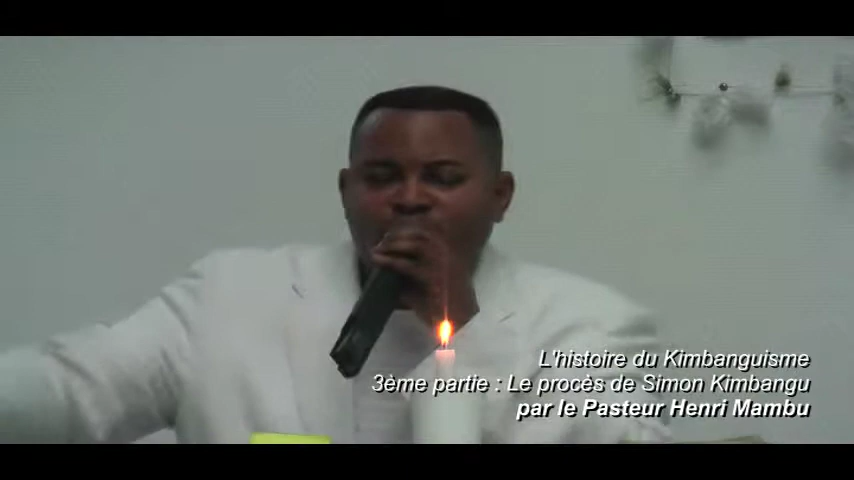 L'histoire du Kimbanguisme
3ème partie : Le procès de Simon Kimbangu
par le Pasteur Henri Mambu